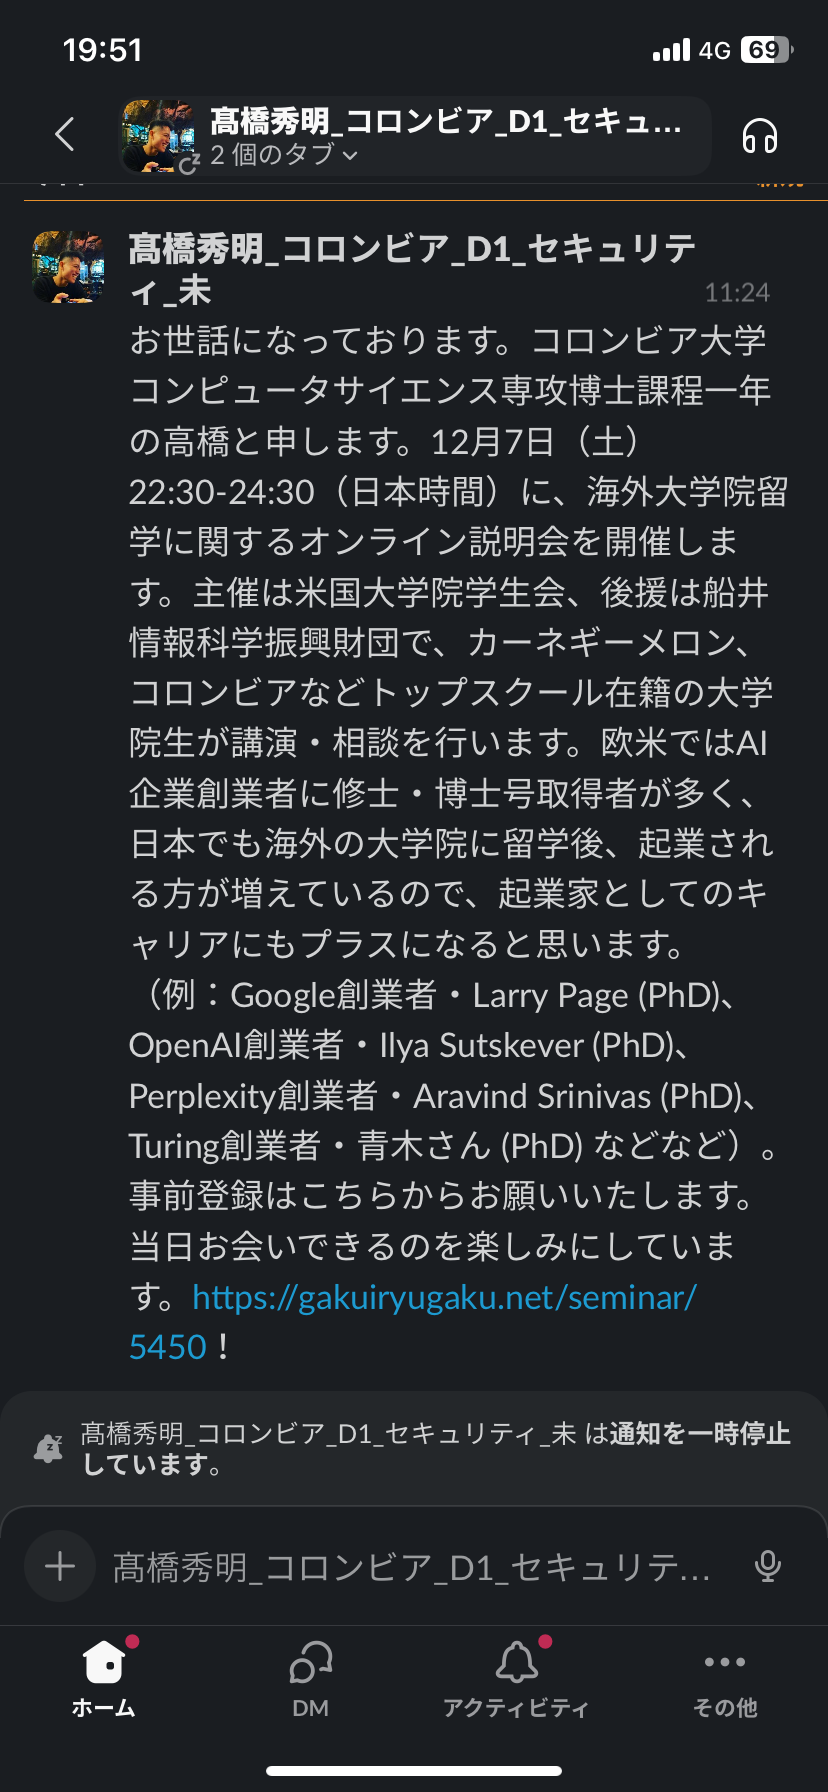 19:51
4G 69
髙橋秀明_コロンビア_D1_セキュ...
2 個のタブ
髙橋秀明_コロンビア_D1_セキュリテ
ィ_未
11:24
お世話になっております。コロンビア大学
コンピュータサイエンス専攻博士課程一年
の高橋と申します。12月7日（土）
22:30-24:30（日本時間）に、海外大学院留
学に関するオンライン説明会を開催しま
す。主催は米国大学院学生会、後援は船井
情報科学振興財団で、カーネギーメロン、
コロンビアなどトップスクール在籍の大学
院生が講演・相談を行います。欧米ではAI
企業創業者に修士・博士号取得者が多く、
日本でも海外の大学院に留学後、起業され
る方が増えているので、起業家としてのキ
ャリアにもプラスになると思います。
（例：Google創業者・Larry Page (PhD)、
OpenAI創業者・Ilya Sutskever (PhD)、
Perplexity創業者・Aravind Srinivas (PhD)、
Turing創業者・青木さん (PhD) などなど）。
事前登録はこちらからお願いいたします。
当日お会いできるのを楽しみにしていま
す。https://gakuiryugaku.net/seminar/
5450！
髙橋秀明_コロンビア_D1_セキュリティ_未 は通知を一時停止
しています。
髙橋秀明_コロンビア_D1_セキュリテ...
ホーム
DM
アクティビティ
その他